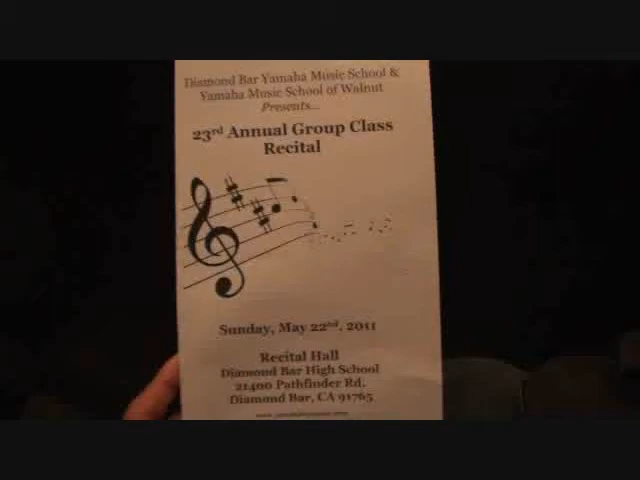 Diamond Bar Yamaha Music School &
Yamaha Music School of Walnut
Presents...
23rd Annual Group Class
Recital
Sunday, May 22nd, 2011
Recital Hall
Diamond Bar High School
21400 Pathfinder Rd.
Diamond Bar, CA 91765